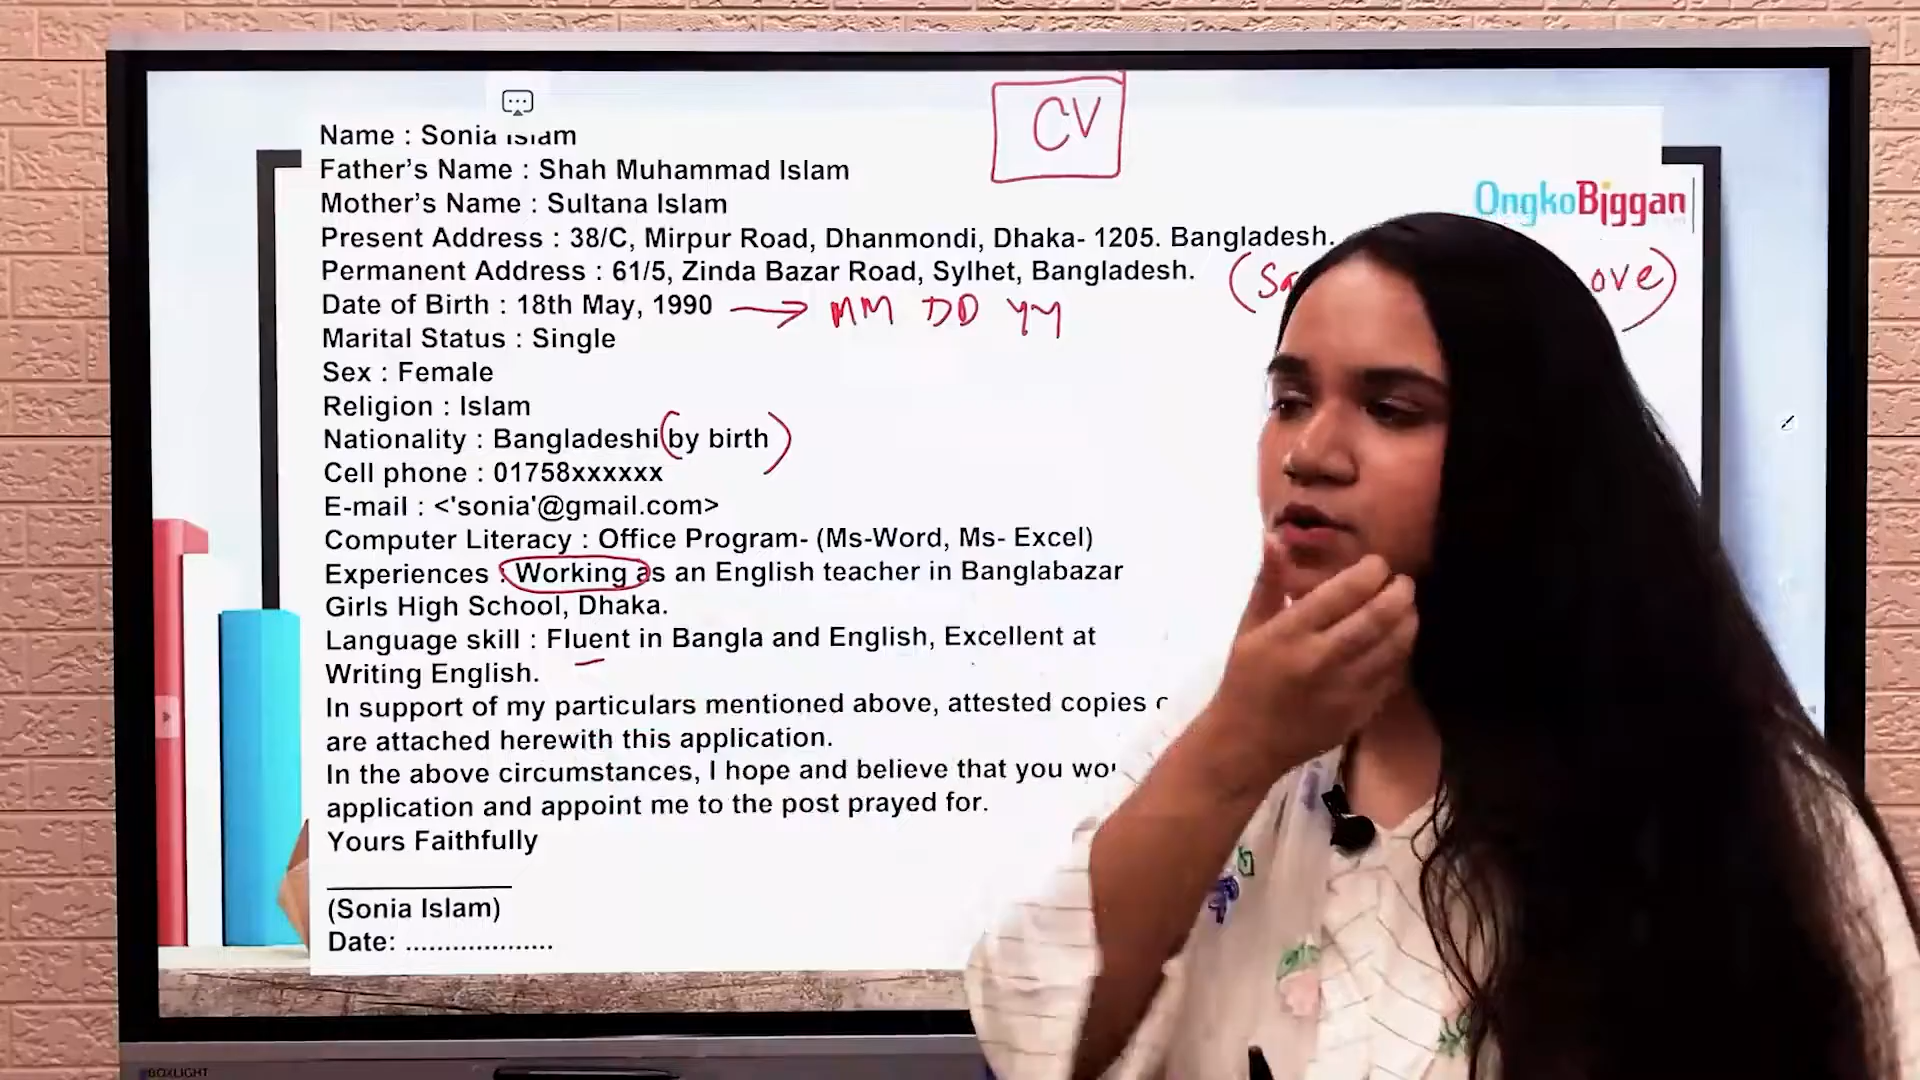 CV
Name : Sonia Islam
Father's Name : Shah Muhammad Islam
OngkoBiggan
Mother's Name : Sultana Islam
Present Address : 38/C, Mirpur Road, Dhanmondi, Dhaka- 1205. Bangladesh.
Permanent Address : 61/5, Zinda Bazar Road, Sylhet, Bangladesh.
Date of Birth : 18th May, 1990 → MM DD YY
Marital Status : Single
Sex : Female
Religion : Islam
Nationality : Bangladeshi (by birth)
Cell phone : 01758xxxxxx
E-mail : <'sonia'@gmail.com>
Computer Literacy : Office Program- (Ms-Word, Ms- Excel)
Experiences : Working as an English teacher in Banglabazar
Girls High School, Dhaka.
Language skill : Fluent in Bangla and English, Excellent at
Writing English.
In support of my particulars mentioned above, attested copies
are attached herewith this application.
In the above circumstances, I hope and believe that you
application and appoint me to the post prayed for.
Yours Faithfully
(Sonia Islam)
Date: ...................
BOXLIGHT